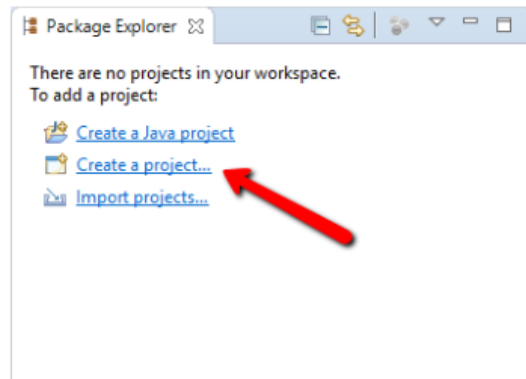 Package Explorer
There are no projects in your workspace.
To add a project:
Create a Java project
Create a project...
Import projects...